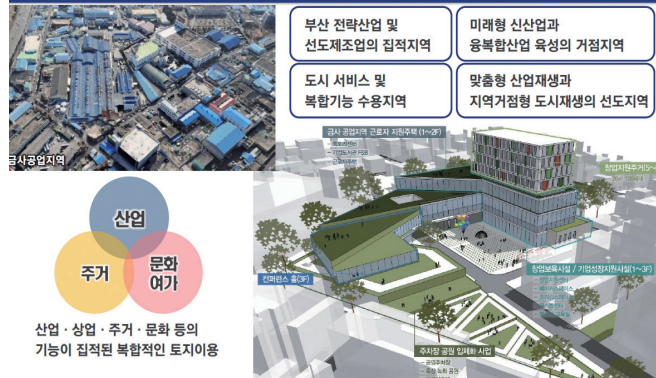 부산 전략산업 및
선도제조업의 집적지역
미래형 신산업과
융복합산업 육성의 거점지역
도시 서비스 및
복합기능 수용지역
맞춤형 산업재생과
지역거점형 도시재생의 선도지역
금사공업지역
산업
주거
문화
여가
산업 · 상업 · 주거 · 문화 등의
기능이 집적된 복합적인 토지이용
금사 공업지역 근로자 지원주택 (1~2F)
창업지원주거(5~
컨퍼런스 홀(3F)
창업보육시설 / 기업성장지원시설(1~3F)
주차장 공원 입체화 사업
- 공영주차장